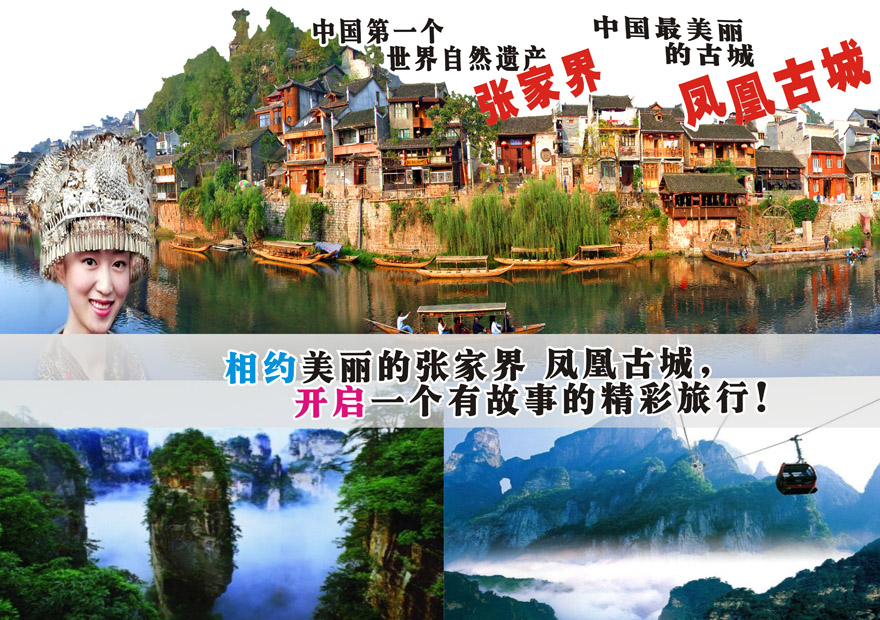 中国第一个
世界自然遗产
张家界
中国最美丽
的古城
凤凰古城
相约美丽的张家界 凤凰古城，
开启一个有故事的精彩旅行！